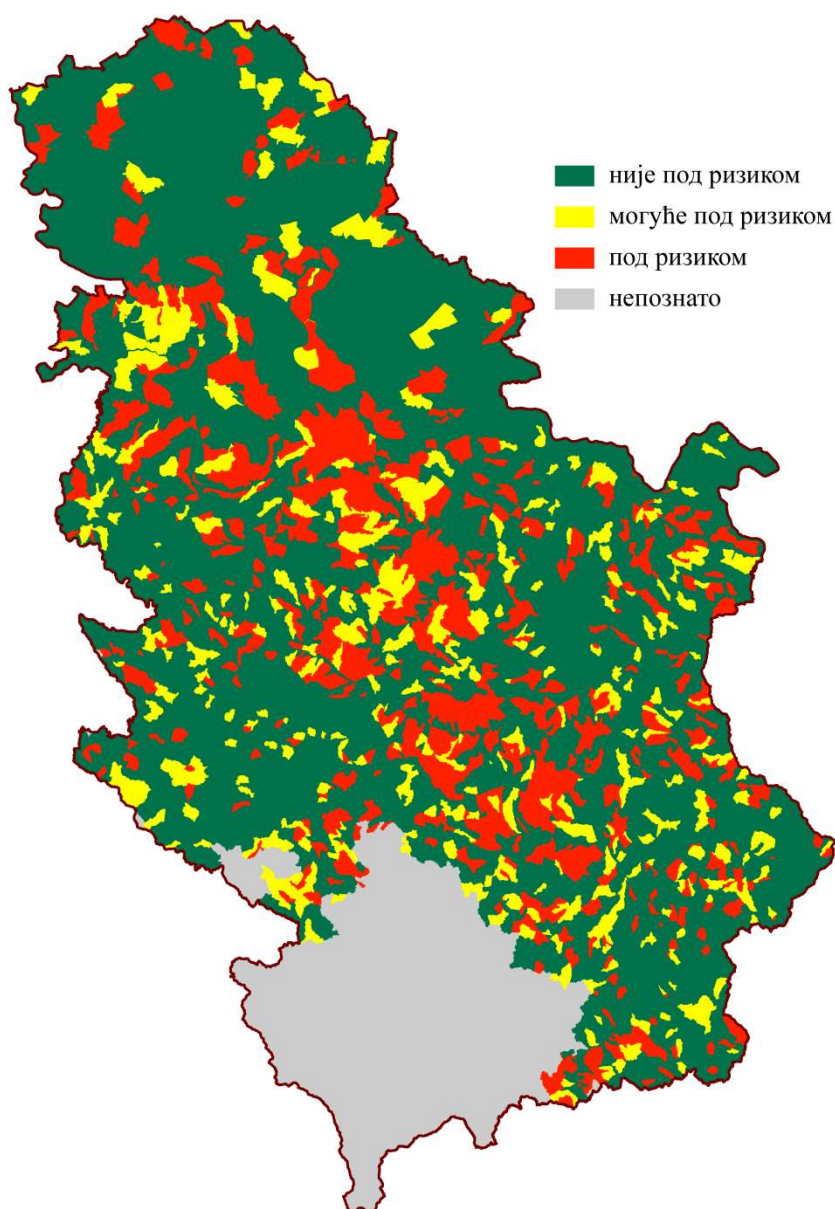 није под ризиком
могуће под ризиком
под ризиком
непознато